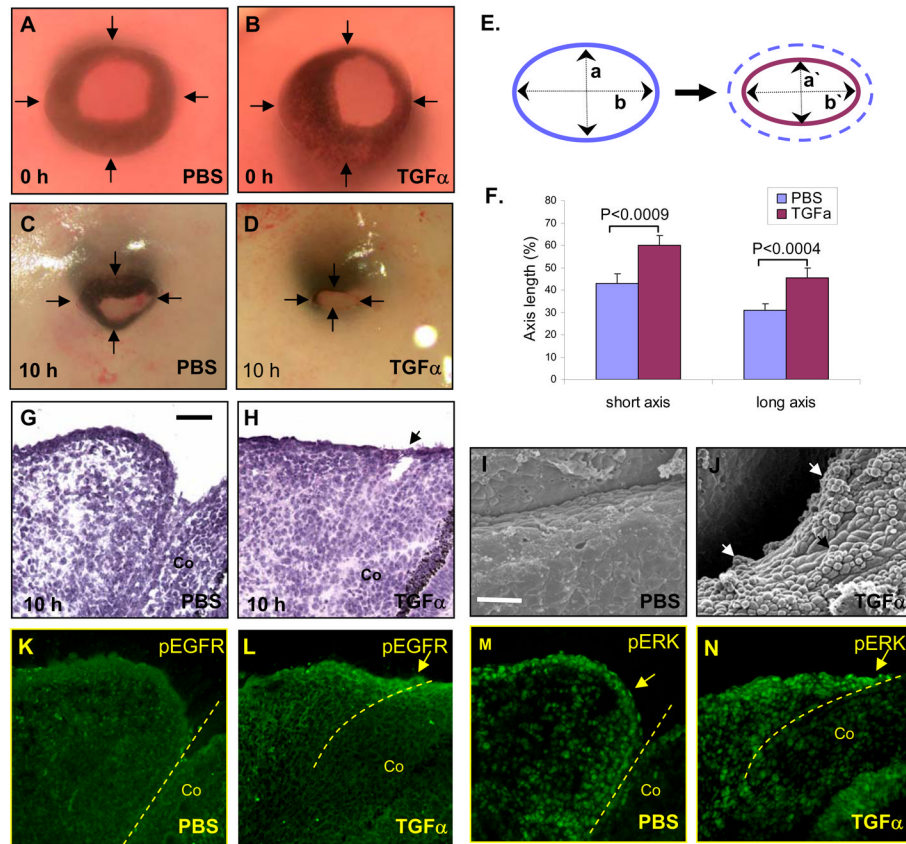 A
0 h
PBS
B
0 h
TGFα
C
10 h
PBS
D
10 h
TGFα
E.
a
b
a`
b`
F.
PBS
TGFa
P<0.0009
P<0.0004
Axis length (%)
80
70
60
50
40
30
20
10
0
short axis
long axis
G
Co
10 h
PBS
H
Co
10 h
TGFα
I
PBS
J
TGFα
K
pEGFR
Co
PBS
L
pEGFR
Co
TGFα
M
pERK
Co
PBS
N
pERK
Co
TGFα